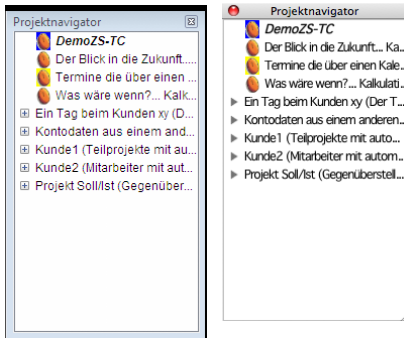 Projektnavigator
DemoZS-TC
Der Blick in die Zukunft....
Termine die über einen ...
Was wäre wenn?... Kalk...
Ein Tag beim Kunden xy (D...
Kontodaten aus einem and...
Kunde1 (Teilprojekte mit au...
Kunde2 (Mitarbeiter mit aut...
Projekt Soll/Ist (Gegenüber...
Projektnavigator
DemoZS-TC
Der Blick in die Zukunft... Ka...
Termine die über einen Kale...
Was wäre wenn?... Kalkulati...
Ein Tag beim Kunden xy (Der T...
Kontodaten aus einem anderen...
Kunde1 (Teilprojekte mit auto...
Kunde2 (Mitarbeiter mit autom...
Projekt Soll/Ist (Gegenüberstell...